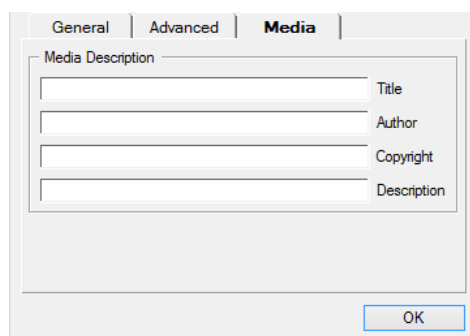 General Advanced Media
Media Description
Title
Author
Copyright
Description
OK